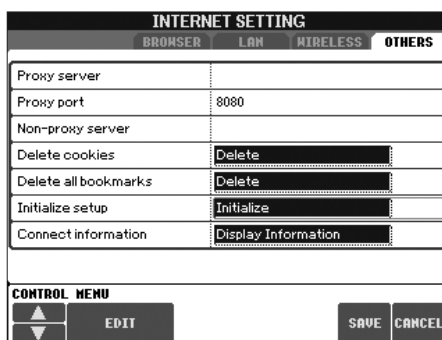 INTERNET SETTING
BROWSER LAN WIRELESS OTHERS
Proxy server
Proxy port 8080
Non-proxy server
Delete cookies Delete
Delete all bookmarks Delete
Initialize setup Initialize
Connect information Display Information
CONTROL MENU
EDIT SAVE CANCEL